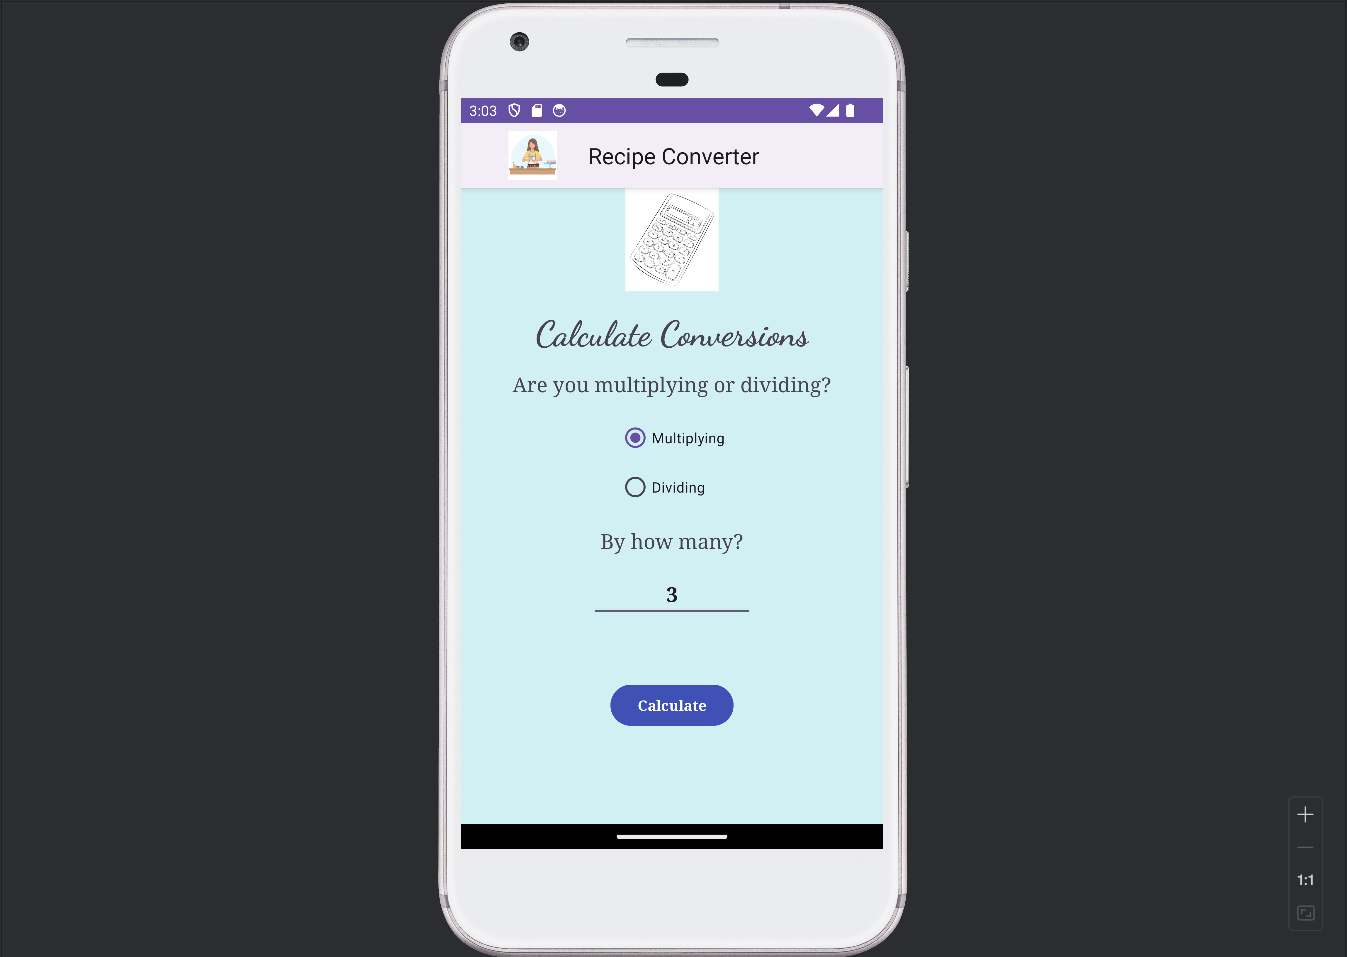 3:03
Recipe Converter
Calculate Conversions
Are you multiplying or dividing?
Multiplying
Dividing
By how many?
3
Calculate
1:1